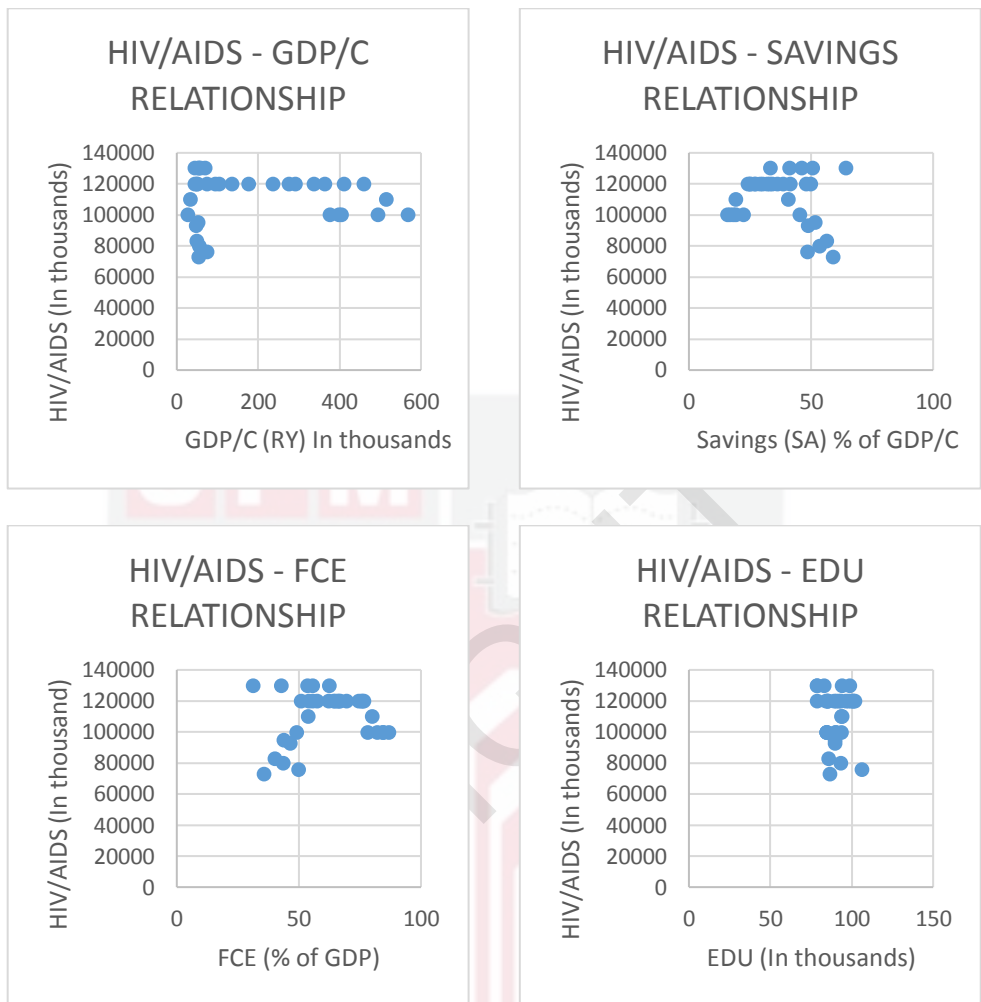 HIV/AIDS - GDP/C
RELATIONSHIP
HIV/AIDS (In thousands)
140000
120000
100000
80000
60000
40000
20000
0
0 200 400 600
GDP/C (RY) In thousands
HIV/AIDS - SAVINGS
RELATIONSHIP
HIV/AIDS (In thousands)
140000
120000
100000
80000
60000
40000
20000
0
0 50 100
Savings (SA) % of GDP/C
HIV/AIDS - FCE
RELATIONSHIP
HIV/AIDS (In thousand)
140000
120000
100000
80000
60000
40000
20000
0
0 50 100
FCE (% of GDP)
HIV/AIDS - EDU
RELATIONSHIP
HIV/AIDS (In thousands)
140000
120000
100000
80000
60000
40000
20000
0
0 50 100 150
EDU (In thousands)